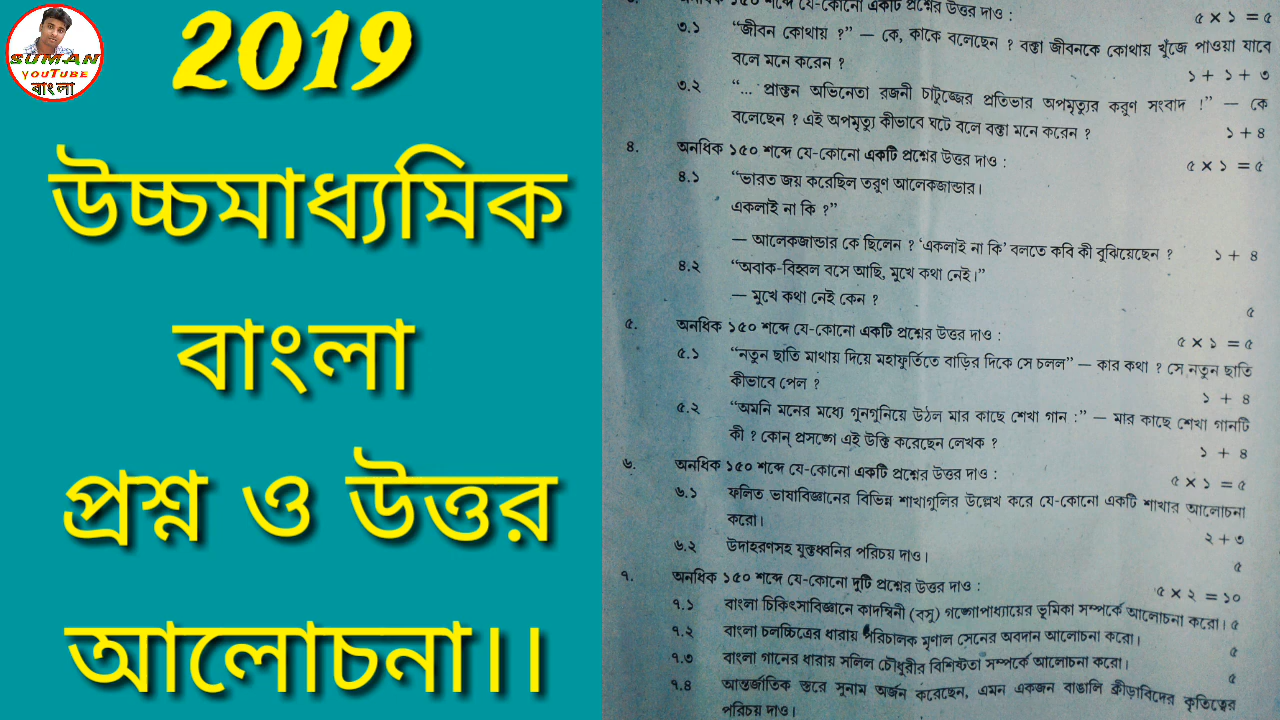 SUMAN
YOUTUBE
বাংলা
2019
উচ্চমাধ্যমিক
বাংলা
প্রশ্ন ও উত্তর
আলোচনা।।
অনধিক ১৫০ শব্দে যে-কোনো একটি প্রশ্নের উত্তর দাও : ৫ × ১ = ৫
৩.১ “জীবন কোথায় ?” — কে, কাকে বলেছেন ? বক্তা জীবনকে কোথায় খুঁজে পাওয়া যাবে
বলে মনে করেন ? ১ + ১ + ৩
৩.২ “... প্রাক্তন অভিনেতা রজনী চাটুজ্জের প্রতিভার অপমৃত্যুর করুণ সংবাদ !” — কে
বলেছেন ? এই অপমৃত্যু কীভাবে ঘটে বলে বক্তা মনে করেন ? ১ + ৪
৪. অনধিক ১৫০ শব্দে যে-কোনো একটি প্রশ্নের উত্তর দাও : ৫ × ১ = ৫
৪.১ “ভারত জয় করেছিল তরুণ আলেকজান্ডার।
একলাই না কি ?”
— আলেকজান্ডার কে ছিলেন ? ‘একলাই না কি’ বলতে কবি কী বুঝিয়েছেন ? ১ + ৪
৪.২ “অবাক-বিহ্বল বসে আছি, মুখে কথা নেই।”
— মুখে কথা নেই কেন ? ৫
৫. অনধিক ১৫০ শব্দে যে-কোনো একটি প্রশ্নের উত্তর দাও : ৫ × ১ = ৫
৫.১ “নতুন ছাতি মাথায় দিয়ে মহাফুর্তিতে বাড়ির দিকে সে চলল” — কার কথা ? সে নতুন ছাতি
কীভাবে পেল ? ১ + ৪
৫.২ “অমনি মনের মধ্যে গুনগুনিয়ে উঠল মার কাছে শেখা গান :” — মার কাছে শেখা গানটি
কী ? কোন্ প্রসঙ্গে এই উক্তি করেছেন লেখক ? ১ + ৪
৬. অনধিক ১৫০ শব্দে যে-কোনো একটি প্রশ্নের উত্তর দাও : ৫ × ১ = ৫
৬.১ ফলিত ভাষাবিজ্ঞানের বিভিন্ন শাখাগুলির উল্লেখ করে যে-কোনো একটি শাখার আলোচনা
করো। ২ + ৩
৬.২ উদাহরণসহ যুক্তধ্বনির পরিচয় দাও। ৫
৭. অনধিক ১৫০ শব্দে যে-কোনো দুটি প্রশ্নের উত্তর দাও : ৫ × ২ = ১০
৭.১ বাংলা চিকিৎসাবিজ্ঞানে কাদম্বিনী (বসু) গঙ্গোপাধ্যায়ের ভূমিকা সম্পর্কে আলোচনা করো। ৫
৭.২ বাংলা চলচ্চিত্রের ধারায় পরিচালক মৃণাল সেনের অবদান আলোচনা করো। ৫
৭.৩ বাংলা গানের ধারায় সলিল চৌধুরীর বিশিষ্টতা সম্পর্কে আলোচনা করো। ৫
৭.৪ আন্তর্জাতিক স্তরে সুনাম অর্জন করেছেন, এমন একজন বাঙালি ক্রীড়াবিদের কৃতিত্বের
পরিচয় দাও।